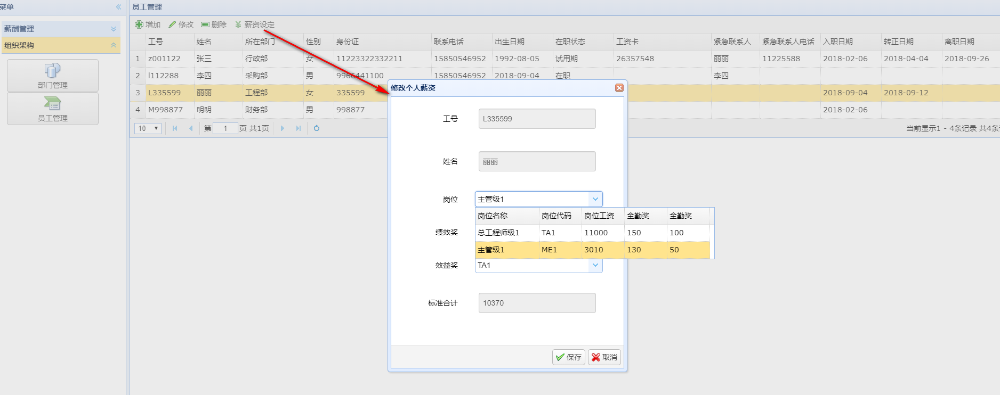 菜单
员工管理
薪酬管理
组织架构
部门管理
员工管理
增加 修改 删除 薪资设定
工号 姓名 所在部门 性别 身份证 联系电话 出生日期 在职状态 工资卡 紧急联系人 紧急联系人电话 入职日期 转正日期 离职日期
1 z001122 张三 行政部 女 11223322332211 15850546952 1992-08-05 试用期 26357548 丽丽 11225588 2018-02-06 2018-04-04 2018-09-26
2 l112288 李四 采购部 男 9966441100 15850546952 2018-09-04 在职 李四
3 L335599 丽丽 工程部 女 335599 2018-09-04 2018-09-12
4 M998877 明明 财务部 男 998877 2018-02-06
10 第 1 页 共1页 当前显示1 - 4条记录 共4条
修改个人薪资
工号 L335599
姓名 丽丽
岗位 主管级1
岗位名称 岗位代码 岗位工资 全勤奖 全勤奖
总工程师级1 TA1 11000 150 100
主管级1 ME1 3010 130 50
绩效奖
效益奖 TA1
标准合计 10370
保存 取消